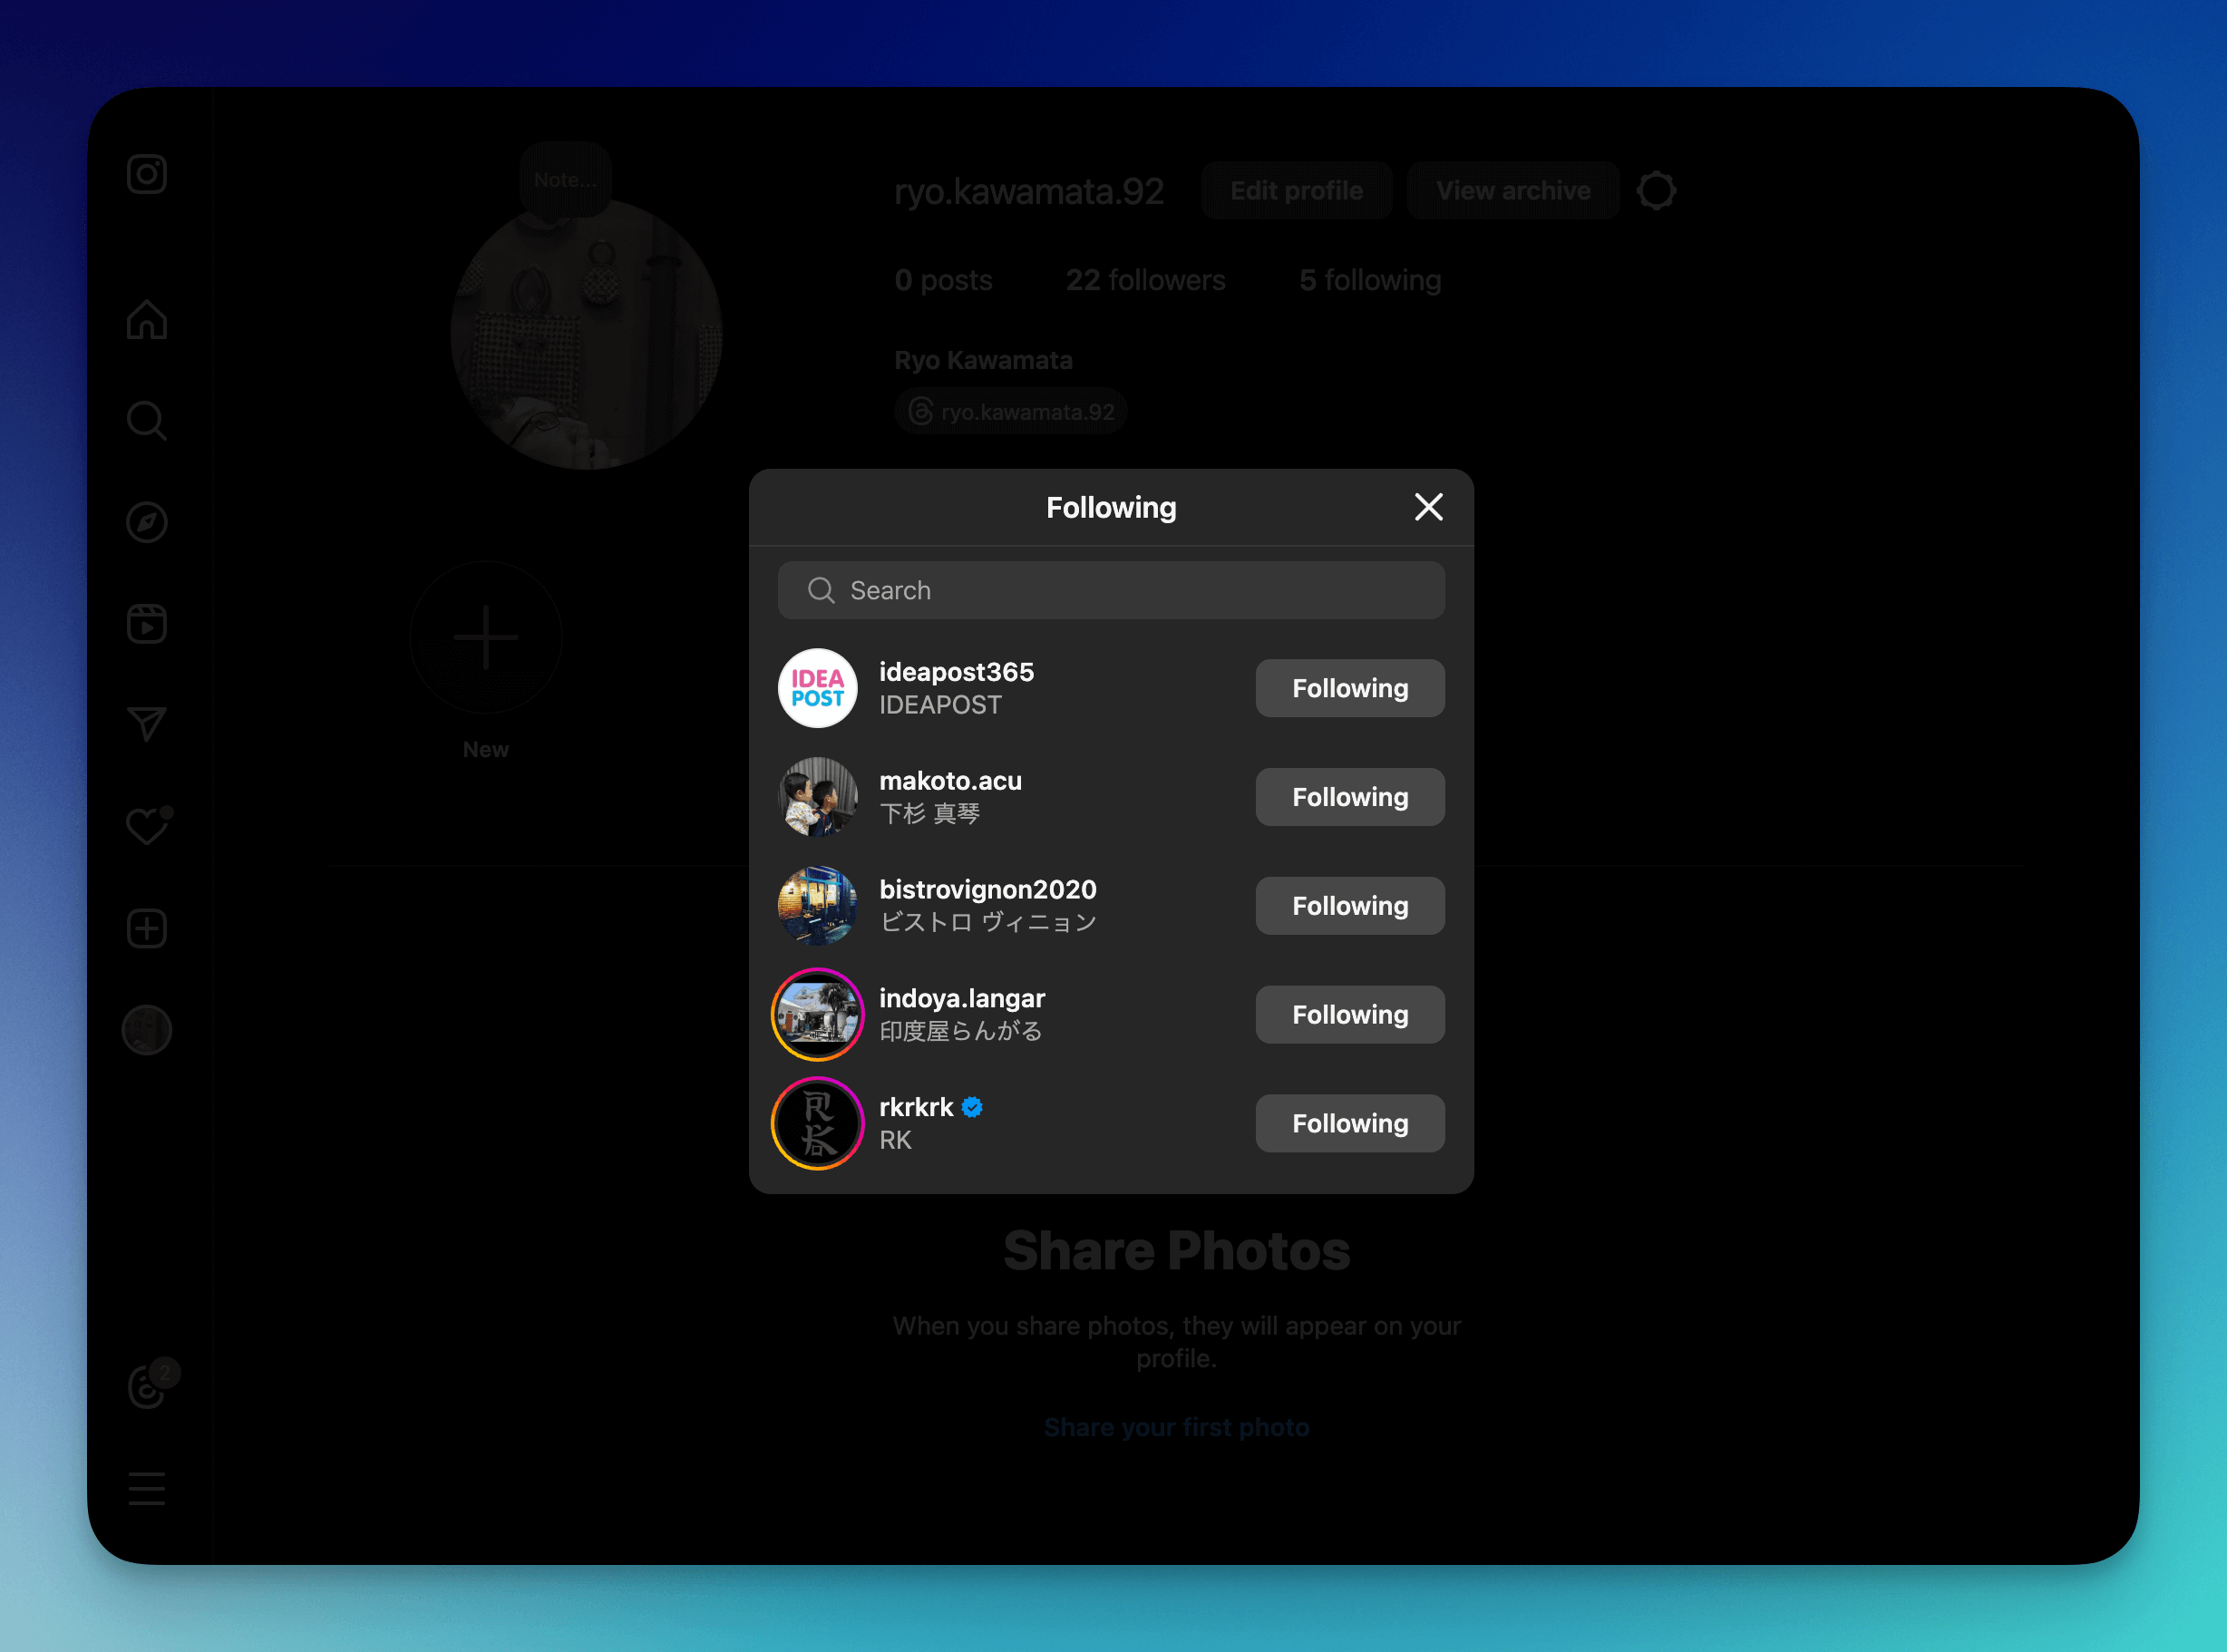 Note...
ryo.kawamata.92 Edit profile View archive
0 posts 22 followers 5 following
Ryo Kawamata
ryo.kawamata.92
New
Following
Search
IDEA
POST
ideapost365
IDEAPOST
Following
makoto.acu
下杉 真琴
Following
bistrovignon2020
ビストロ ヴィニョン
Following
indoya.langar
印度屋らんがる
Following
RK
rkrkrk
RK
Following
Share Photos
When you share photos, they will appear on your
profile.
Share your first photo
2